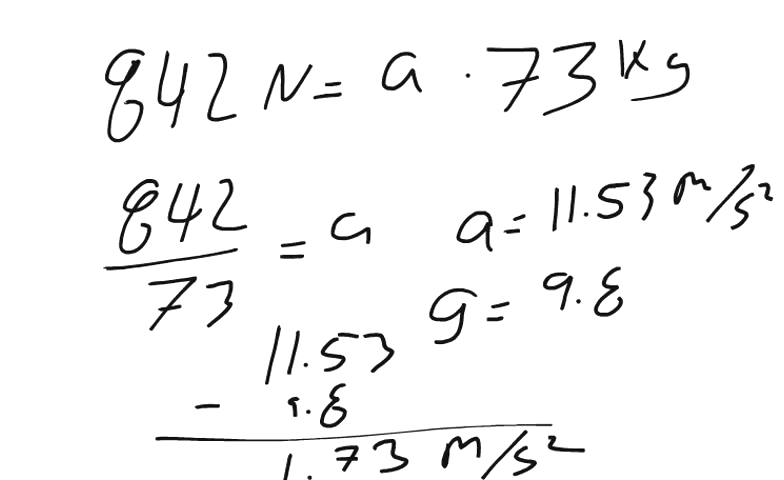 842 N = a · 73 kg
842 / 73 = a a = 11.53 m/s²
g = 9.8
11.53
- 9.8
1.73 m/s²